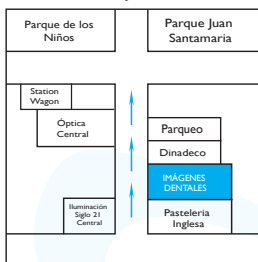 Parque de los
Niños
Parque Juan
Santamaria
Station
Wagon
Óptica
Central
Parqueo
Dinadeco
IMÁGENES
DENTALES
Iluminación
Siglo 21
Central
Pasteleria
Inglesa